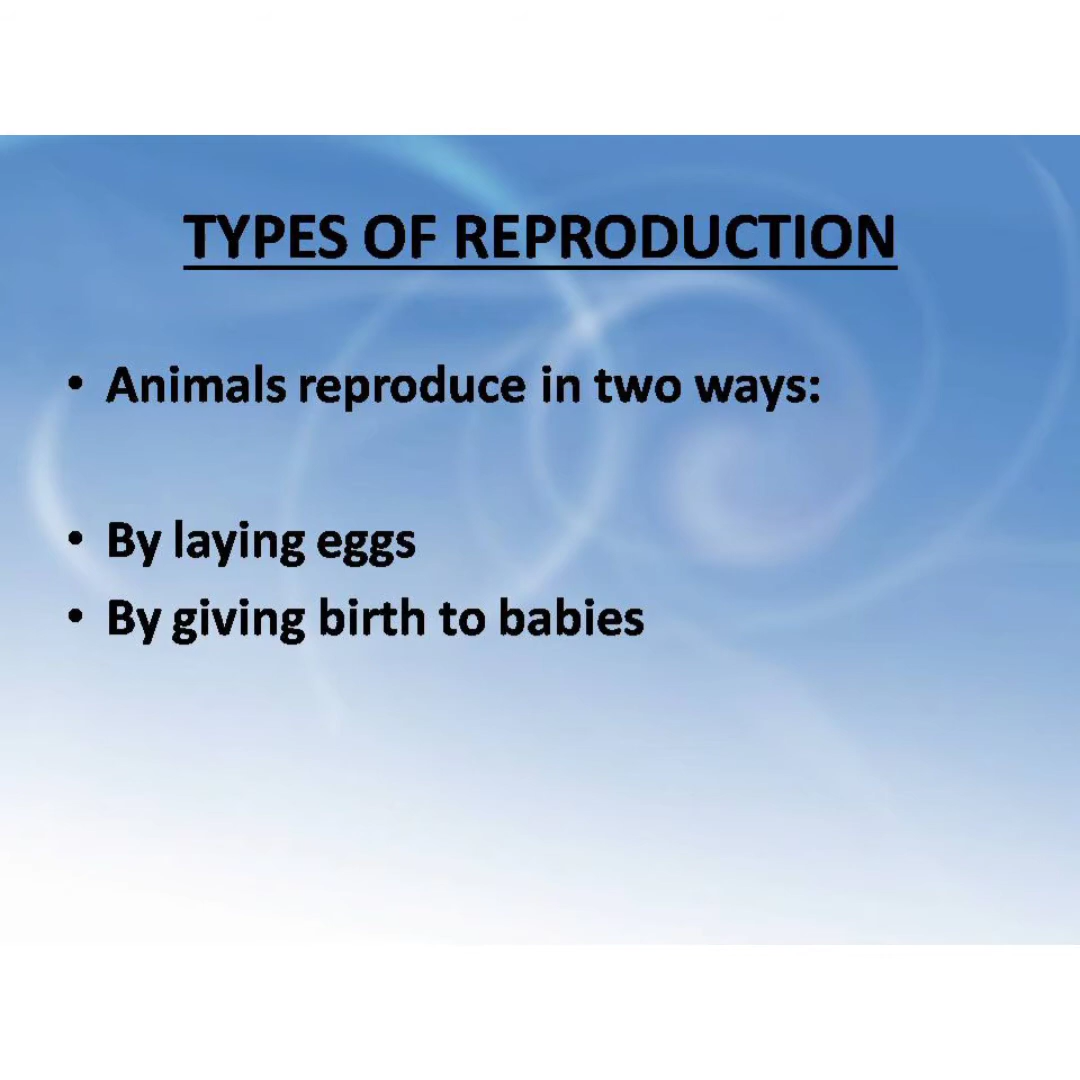 TYPES OF REPRODUCTION
• Animals reproduce in two ways:
• By laying eggs
• By giving birth to babies